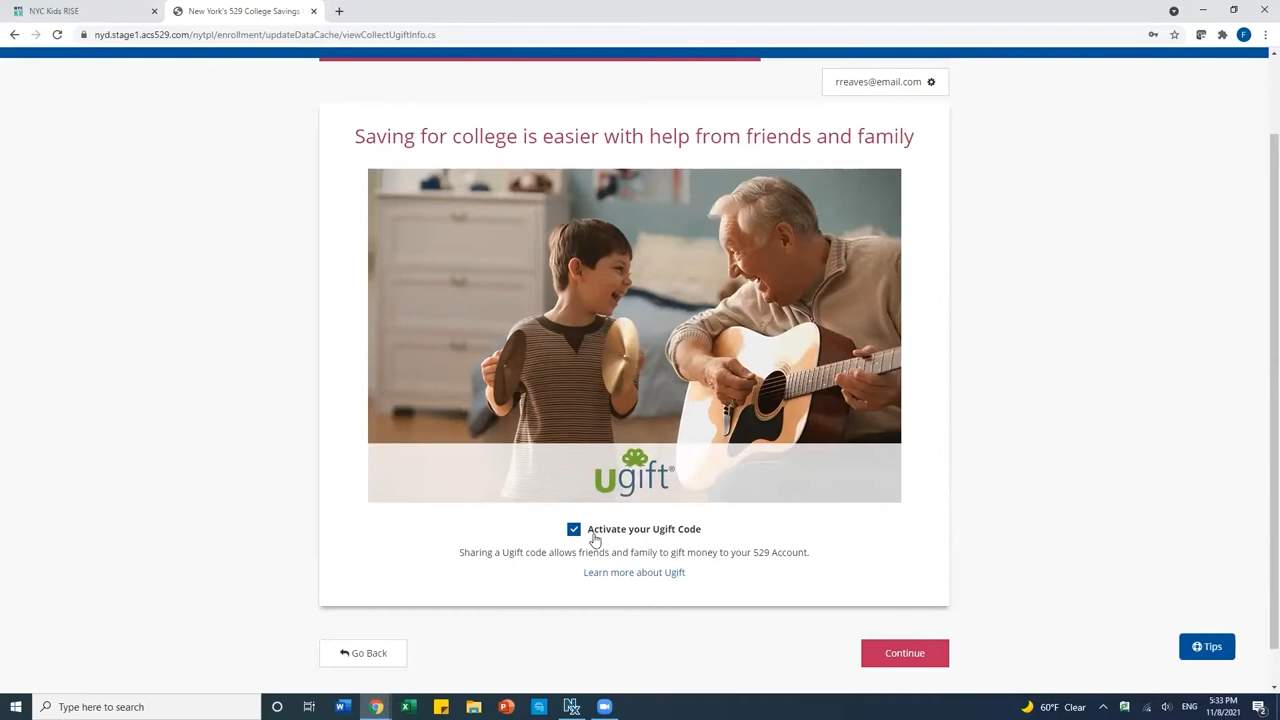 NYC Kids RISE
New York's 529 College Savings
nyd.stage1.acs529.com/nytpl/enrollment/updateDataCache/viewCollectUgiftInfo.cs
F
rreaves@email.com
Saving for college is easier with help from friends and family
ugift®
Activate your Ugift Code
Sharing a Ugift code allows friends and family to gift money to your 529 Account.
Learn more about Ugift
Go Back
Continue
Tips
Type here to search
60°F Clear
ENG
5:33 PM
11/8/2021
2